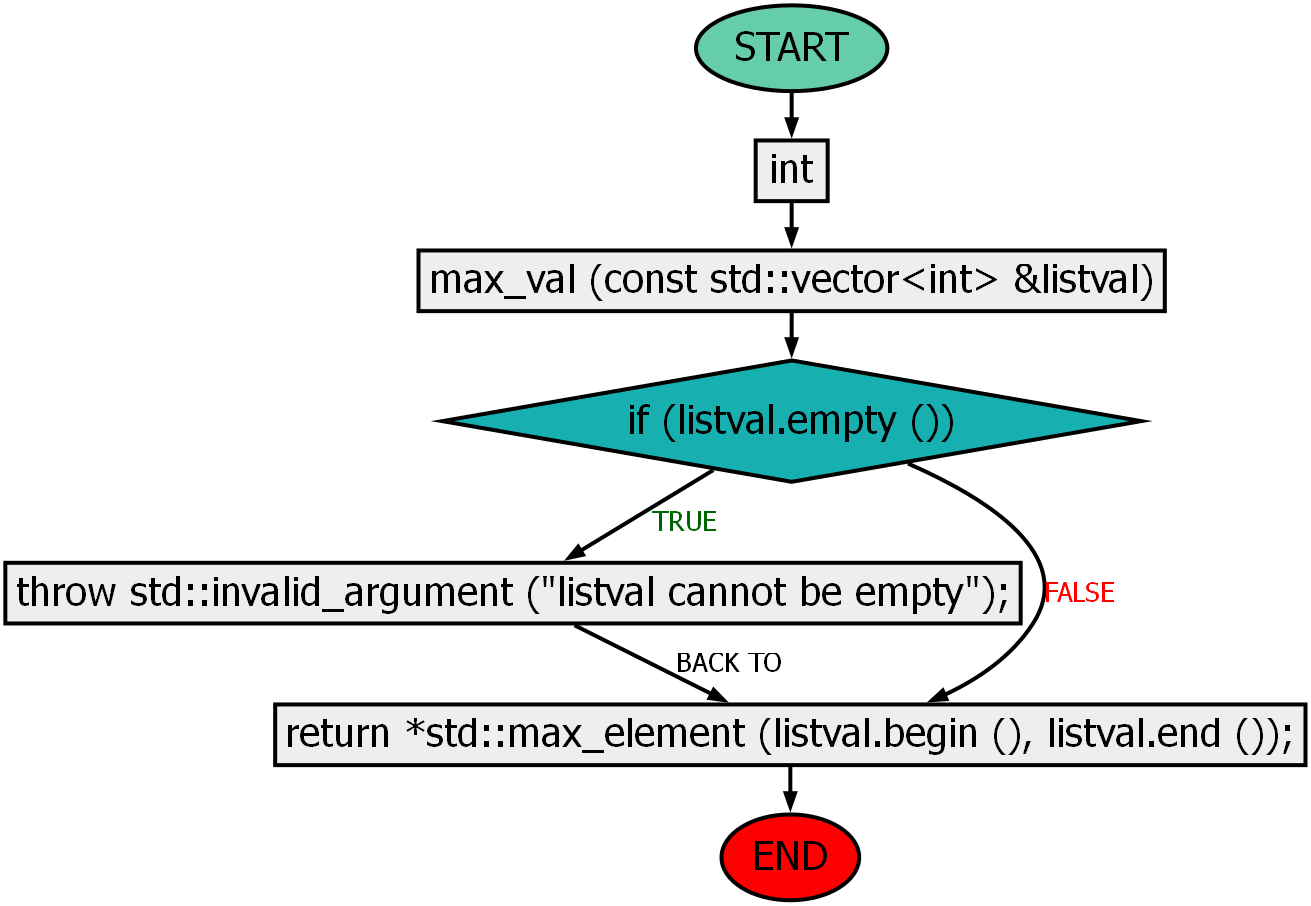 START
int
max_val (const std::vector<int> &listval)
if (listval.empty ())
TRUE
throw std::invalid_argument ("listval cannot be empty");
FALSE
BACK TO
return *std::max_element (listval.begin (), listval.end ());
END